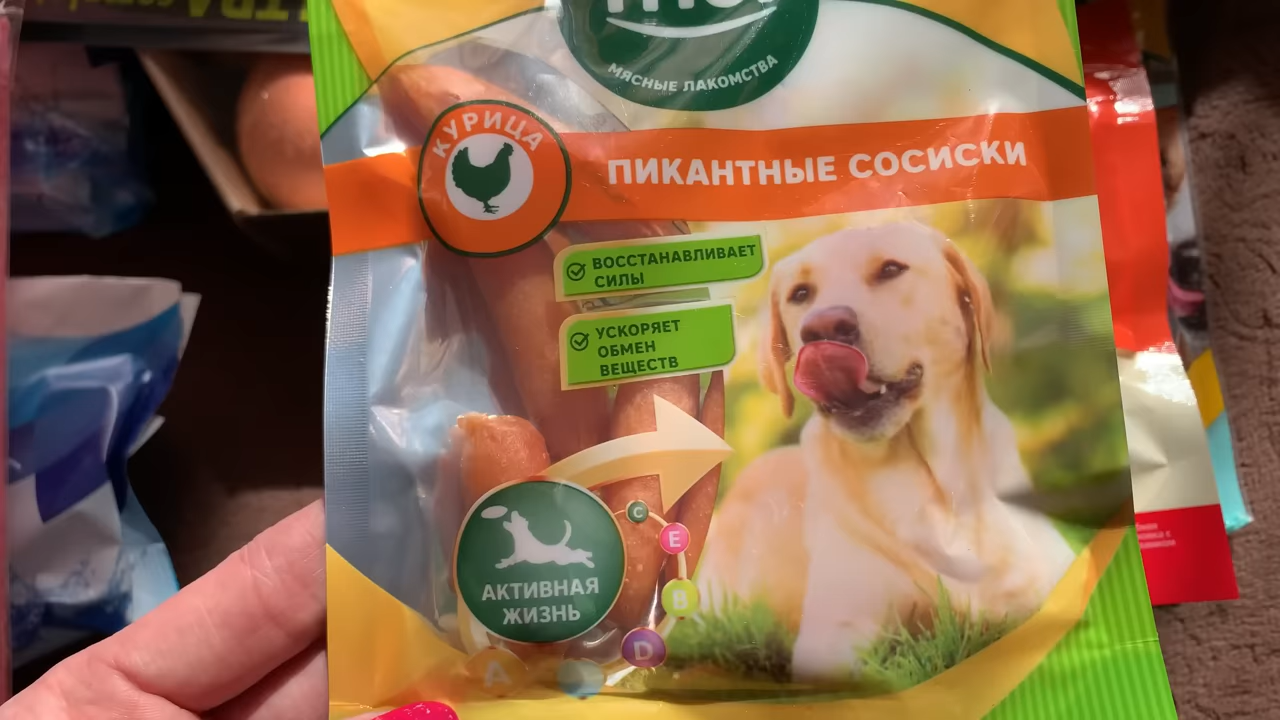 МЯСНЫЕ ЛАКОМСТВА
КУРИЦА
ПИКАНТНЫЕ СОСИСКИ
ВОССТАНАВЛИВАЕТ
СИЛЫ
УСКОРЯЕТ
ОБМЕН
ВЕЩЕСТВ
C
E
B
D
A
АКТИВНАЯ
ЖИЗНЬ